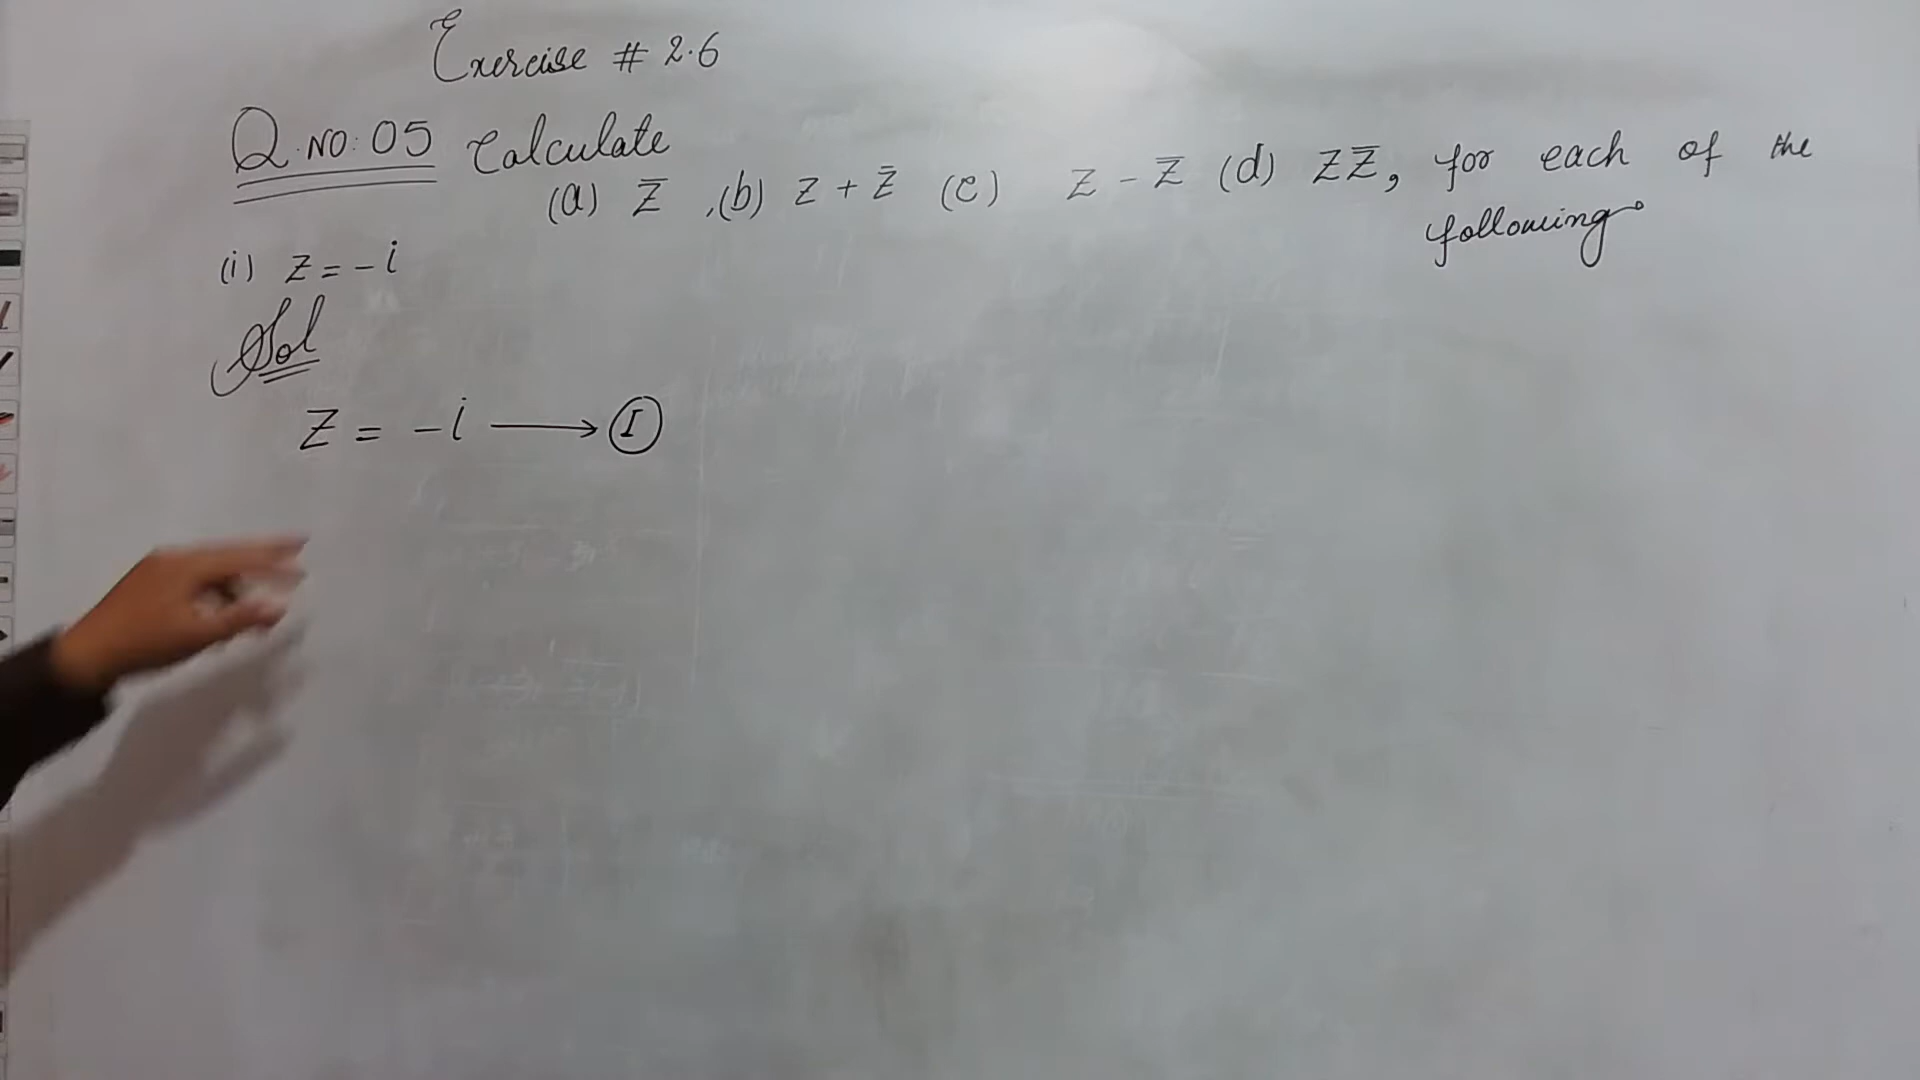 Exercise # 2.6
Q.NO: 05 Calculate
(a) z̄ ,(b) z + z̄ (c) z - z̄ (d) zz̄, for each of the
following.
(i) z = -i
Sol
z = -i ⟶ Ⓘ